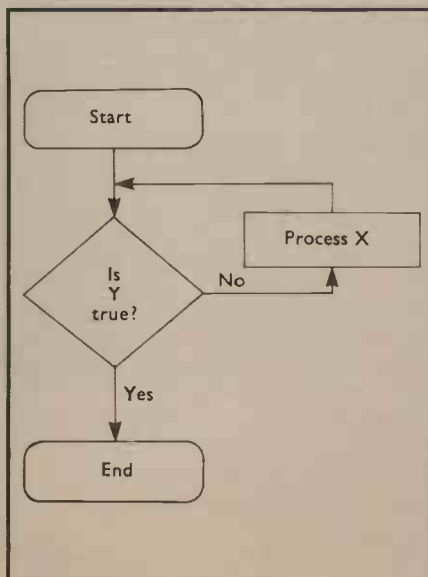 Start
Is
Y
true?
No
Process X
Yes
End